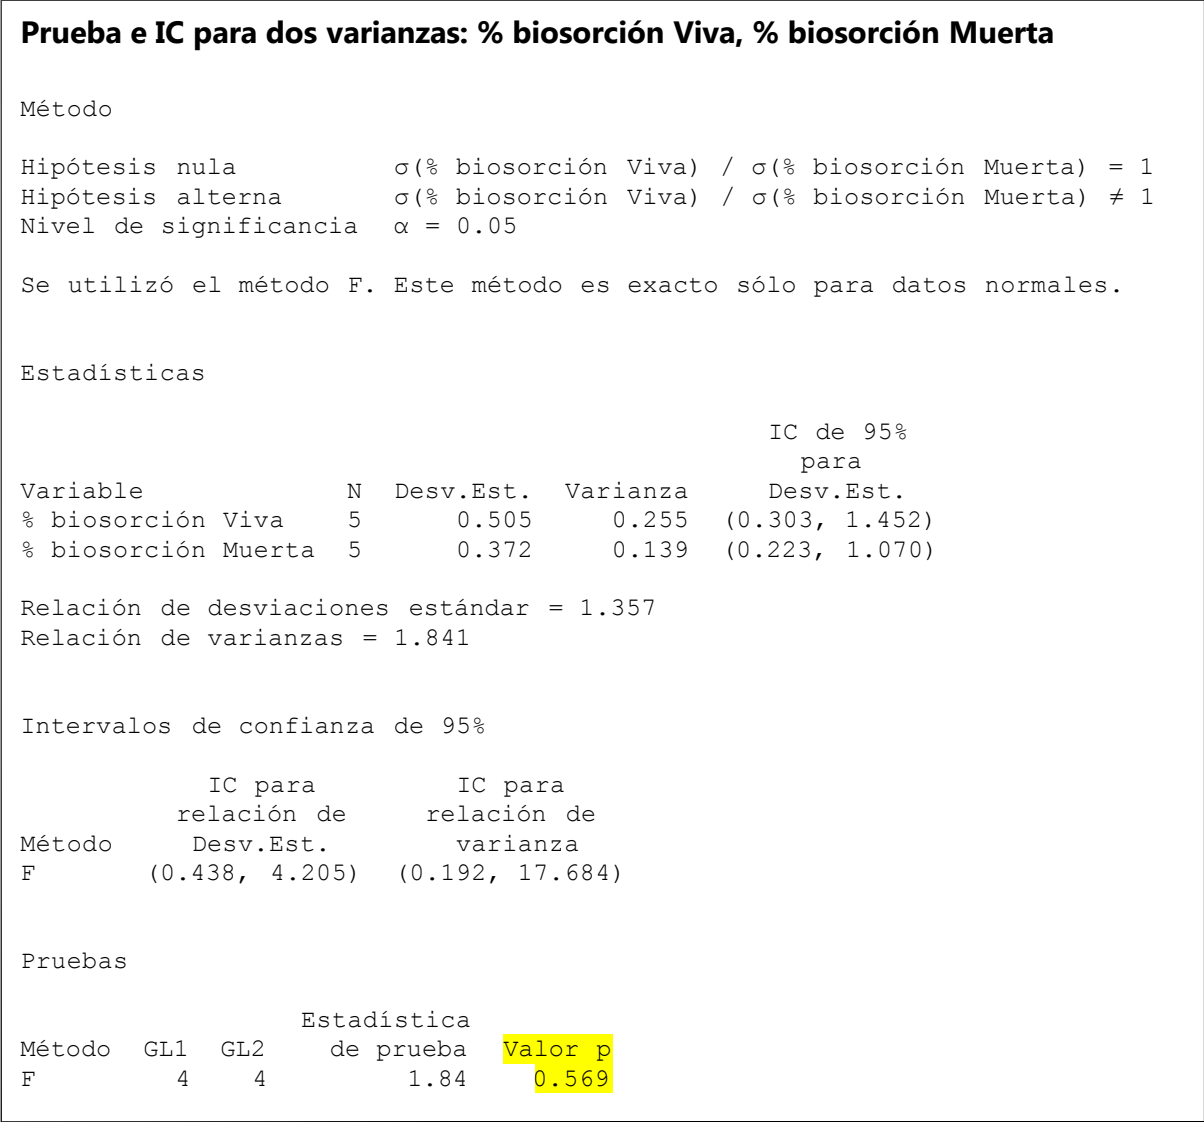 Prueba e IC para dos varianzas: % biosorción Viva, % biosorción Muerta
Método
Hipótesis nula σ(% biosorción Viva) / σ(% biosorción Muerta) = 1
Hipótesis alterna σ(% biosorción Viva) / σ(% biosorción Muerta) ≠ 1
Nivel de significancia α = 0.05
Se utilizó el método F. Este método es exacto sólo para datos normales.
Estadísticas
IC de 95%
para
Variable N Desv.Est. Varianza Desv.Est.
% biosorción Viva 5 0.505 0.255 (0.303, 1.452)
% biosorción Muerta 5 0.372 0.139 (0.223, 1.070)
Relación de desviaciones estándar = 1.357
Relación de varianzas = 1.841
Intervalos de confianza de 95%
IC para IC para
relación de relación de
Método Desv.Est. varianza
F (0.438, 4.205) (0.192, 17.684)
Pruebas
Estadística
Método GL1 GL2 de prueba Valor p
F 4 4 1.84 0.569